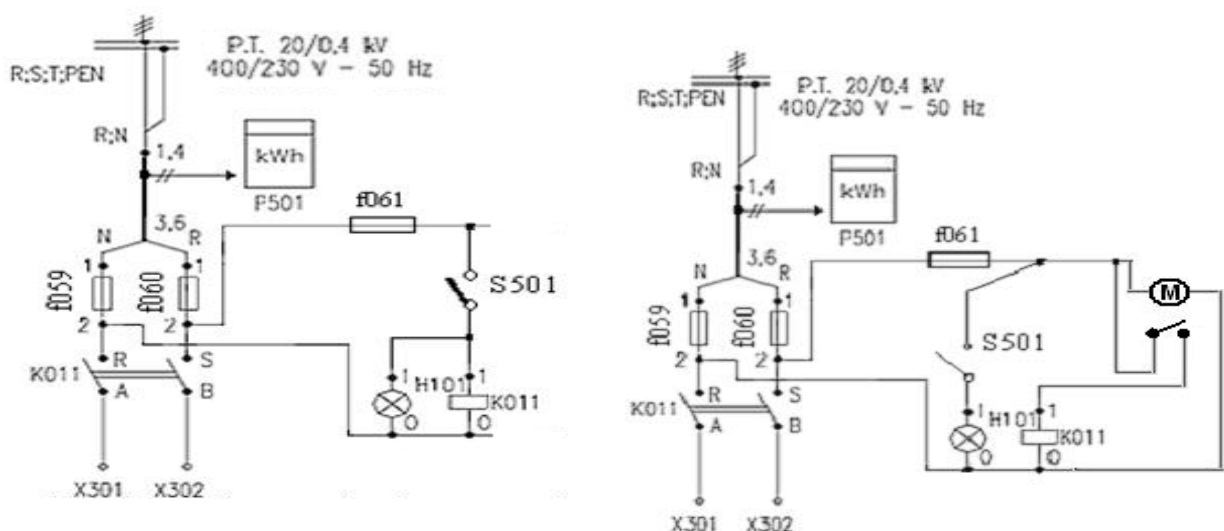 P.T. 20/0.4 kV
400/230 V - 50 Hz
R;S;T;PEN
R;N
1.4
kWh
P501
3.6
N
R
f061
1
1
f059
f060
S501
2
2
R
S
K011
A
B
1
H101
1
K011
0
0
X301
X302
P.T. 20/0.4 kV
400/230 V - 50 Hz
R;S;T;PEN
R;N
1.4
kWh
P501
3.6
N
R
f061
1
1
f059
f060
M
S501
2
2
R
S
K011
A
B
1
H101
1
K011
0
0
X301
X302